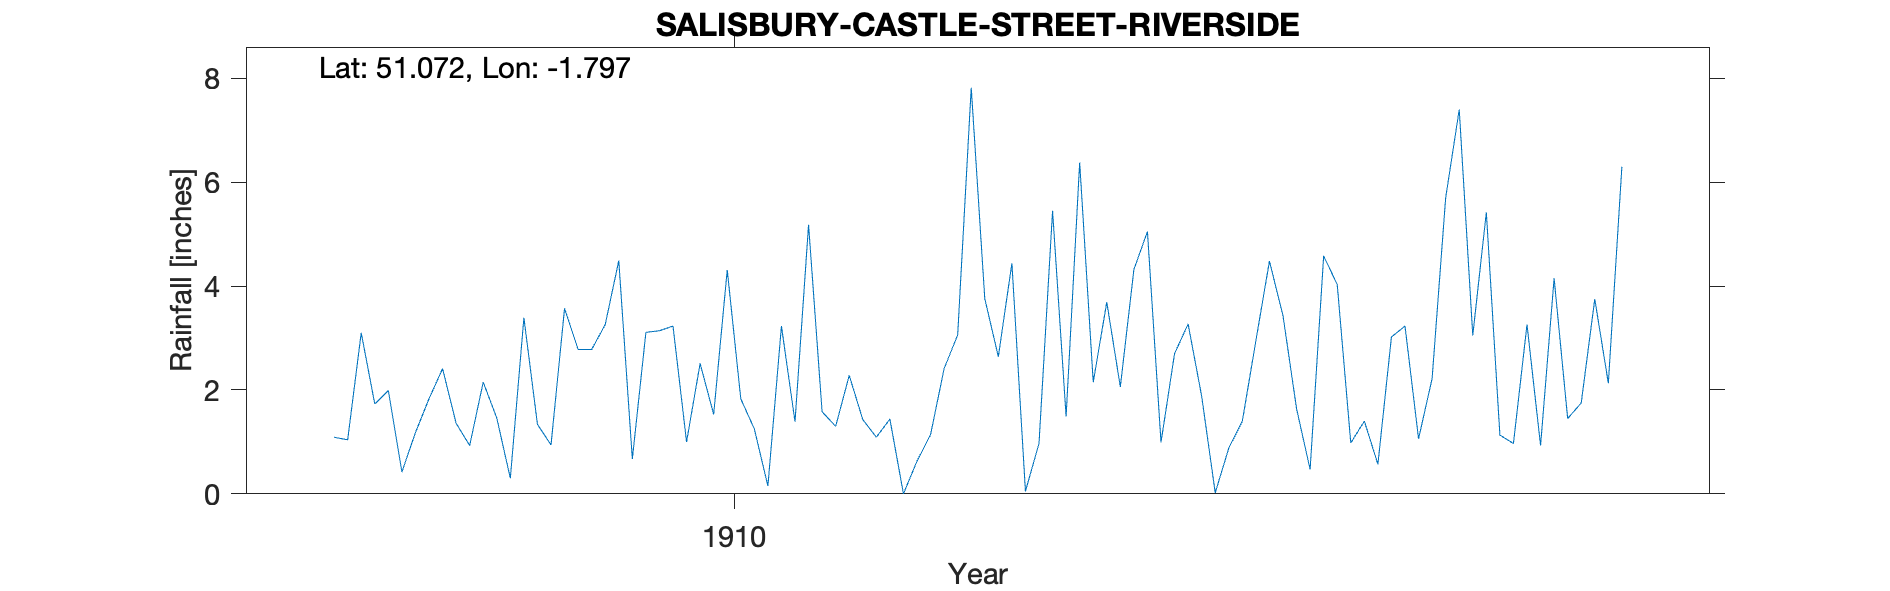 SALISBURY-CASTLE-STREET-RIVERSIDE
Lat: 51.072, Lon: -1.797
8
6
4
2
0
Rainfall [inches]
1910
Year